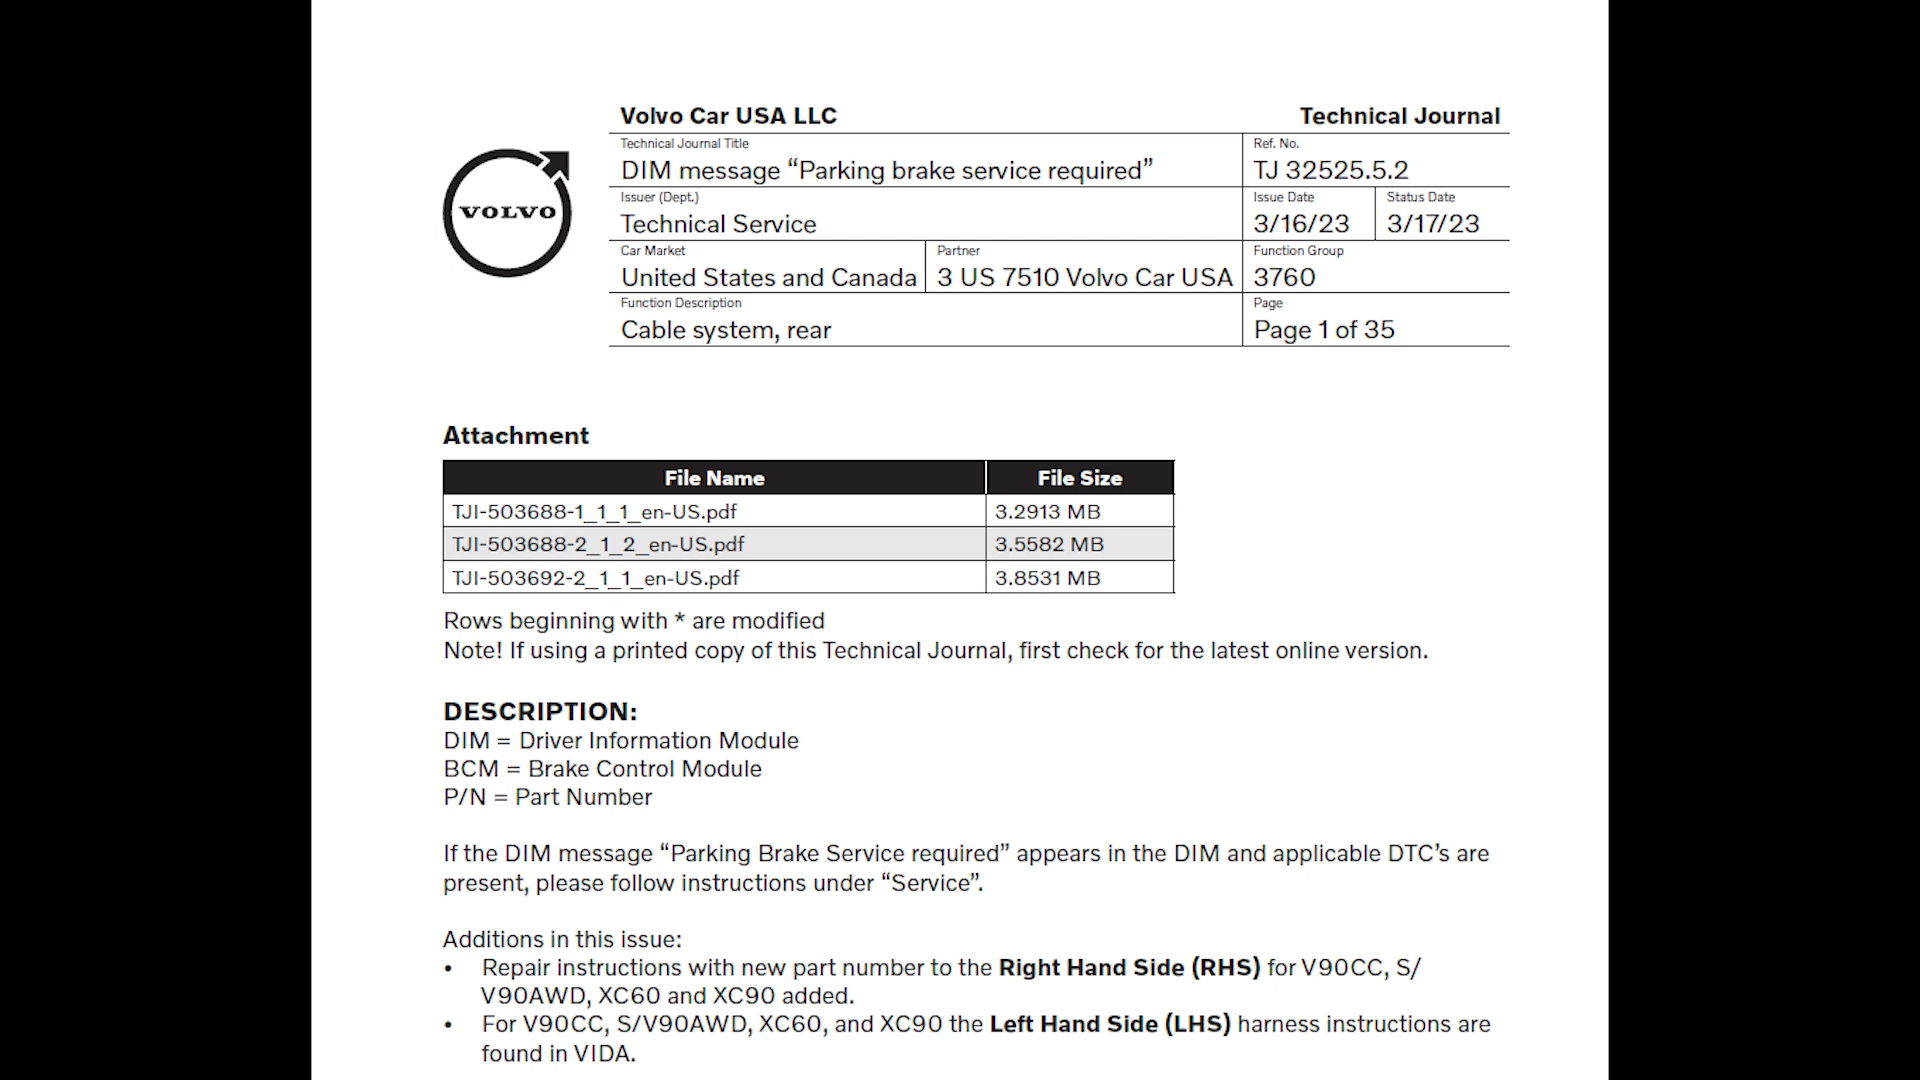 Volvo Car USA LLC
Technical Journal
Technical Journal Title
DIM message “Parking brake service required”
Ref. No.
TJ 32525.5.2
Issuer (Dept.)
Technical Service
Issue Date
3/16/23
Status Date
3/17/23
Car Market
United States and Canada
Partner
3 US 7510 Volvo Car USA
Function Group
3760
Function Description
Cable system, rear
Page
Page 1 of 35
VOLVO
Attachment
File Name
File Size
TJI-503688-1_1_1_en-US.pdf
3.2913 MB
TJI-503688-2_1_2_en-US.pdf
3.5582 MB
TJI-503692-2_1_1_en-US.pdf
3.8531 MB
Rows beginning with * are modified
Note! If using a printed copy of this Technical Journal, first check for the latest online version.
DESCRIPTION:
DIM = Driver Information Module
BCM = Brake Control Module
P/N = Part Number
If the DIM message “Parking Brake Service required” appears in the DIM and applicable DTC’s are
present, please follow instructions under “Service”.
Additions in this issue:
• Repair instructions with new part number to the Right Hand Side (RHS) for V90CC, S/
V90AWD, XC60 and XC90 added.
• For V90CC, S/V90AWD, XC60, and XC90 the Left Hand Side (LHS) harness instructions are
found in VIDA.